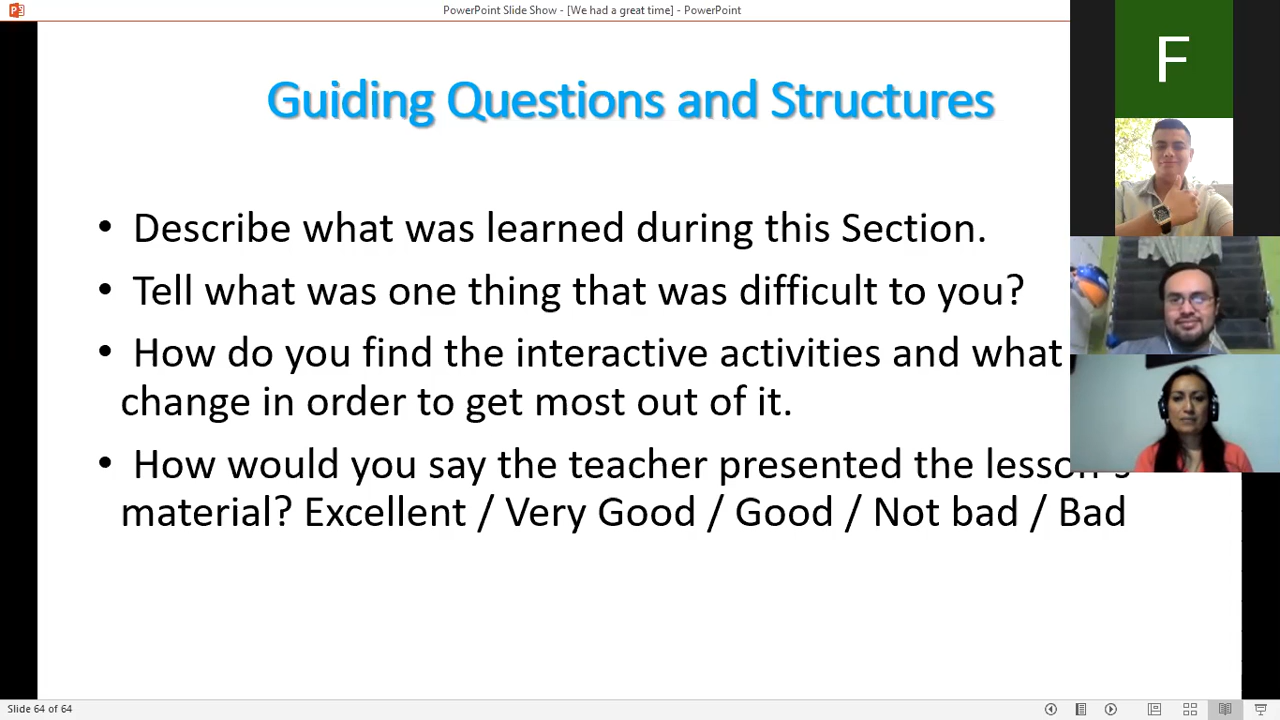 PowerPoint Slide Show - [We had a great time] - PowerPoint
Guiding Questions and Structures
• Describe what was learned during this Section.
• Tell what was one thing that was difficult to you?
• How do you find the interactive activities and what
change in order to get most out of it.
• How would you say the teacher presented the lesson's
material? Excellent / Very Good / Good / Not bad / Bad
F
Slide 64 of 64